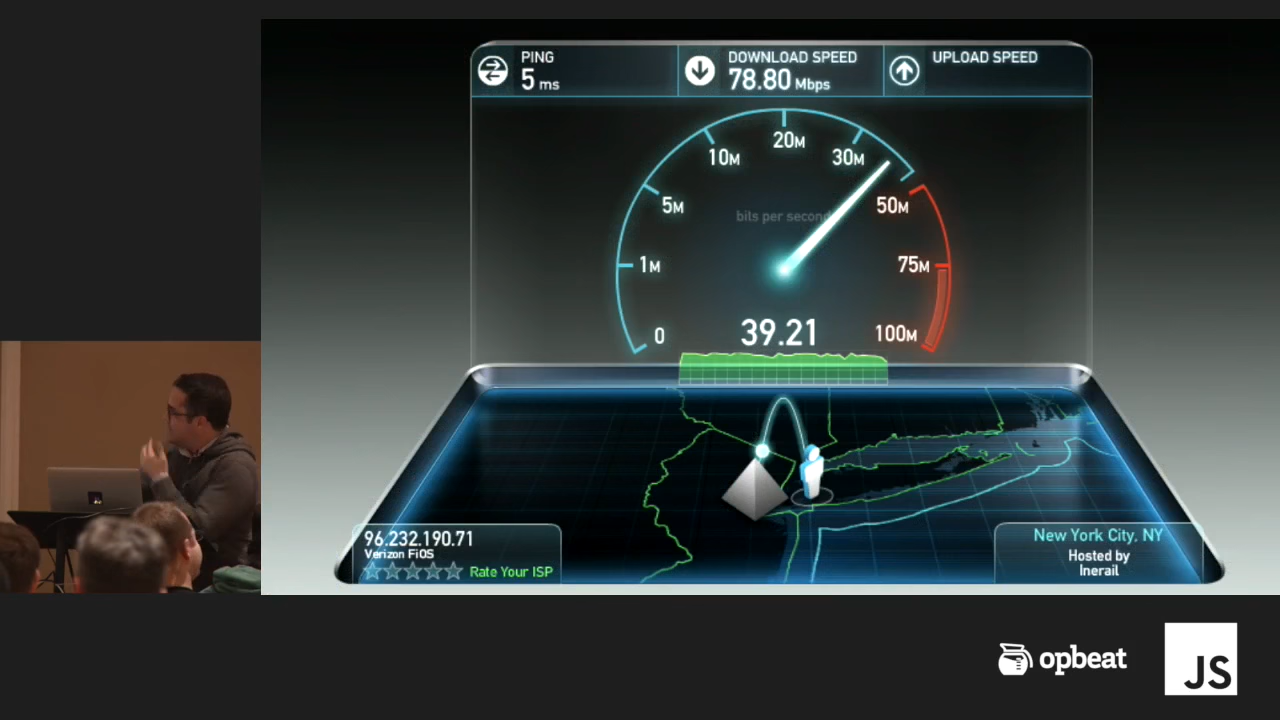 PING
5 ms
DOWNLOAD SPEED
78.80 Mbps
UPLOAD SPEED
0
1M
5M
10M
20M
30M
50M
75M
100M
bits per second
39.21
96.232.190.71
Verizon FiOS
Rate Your ISP
New York City, NY
Hosted by
Inerail
opbeat
JS